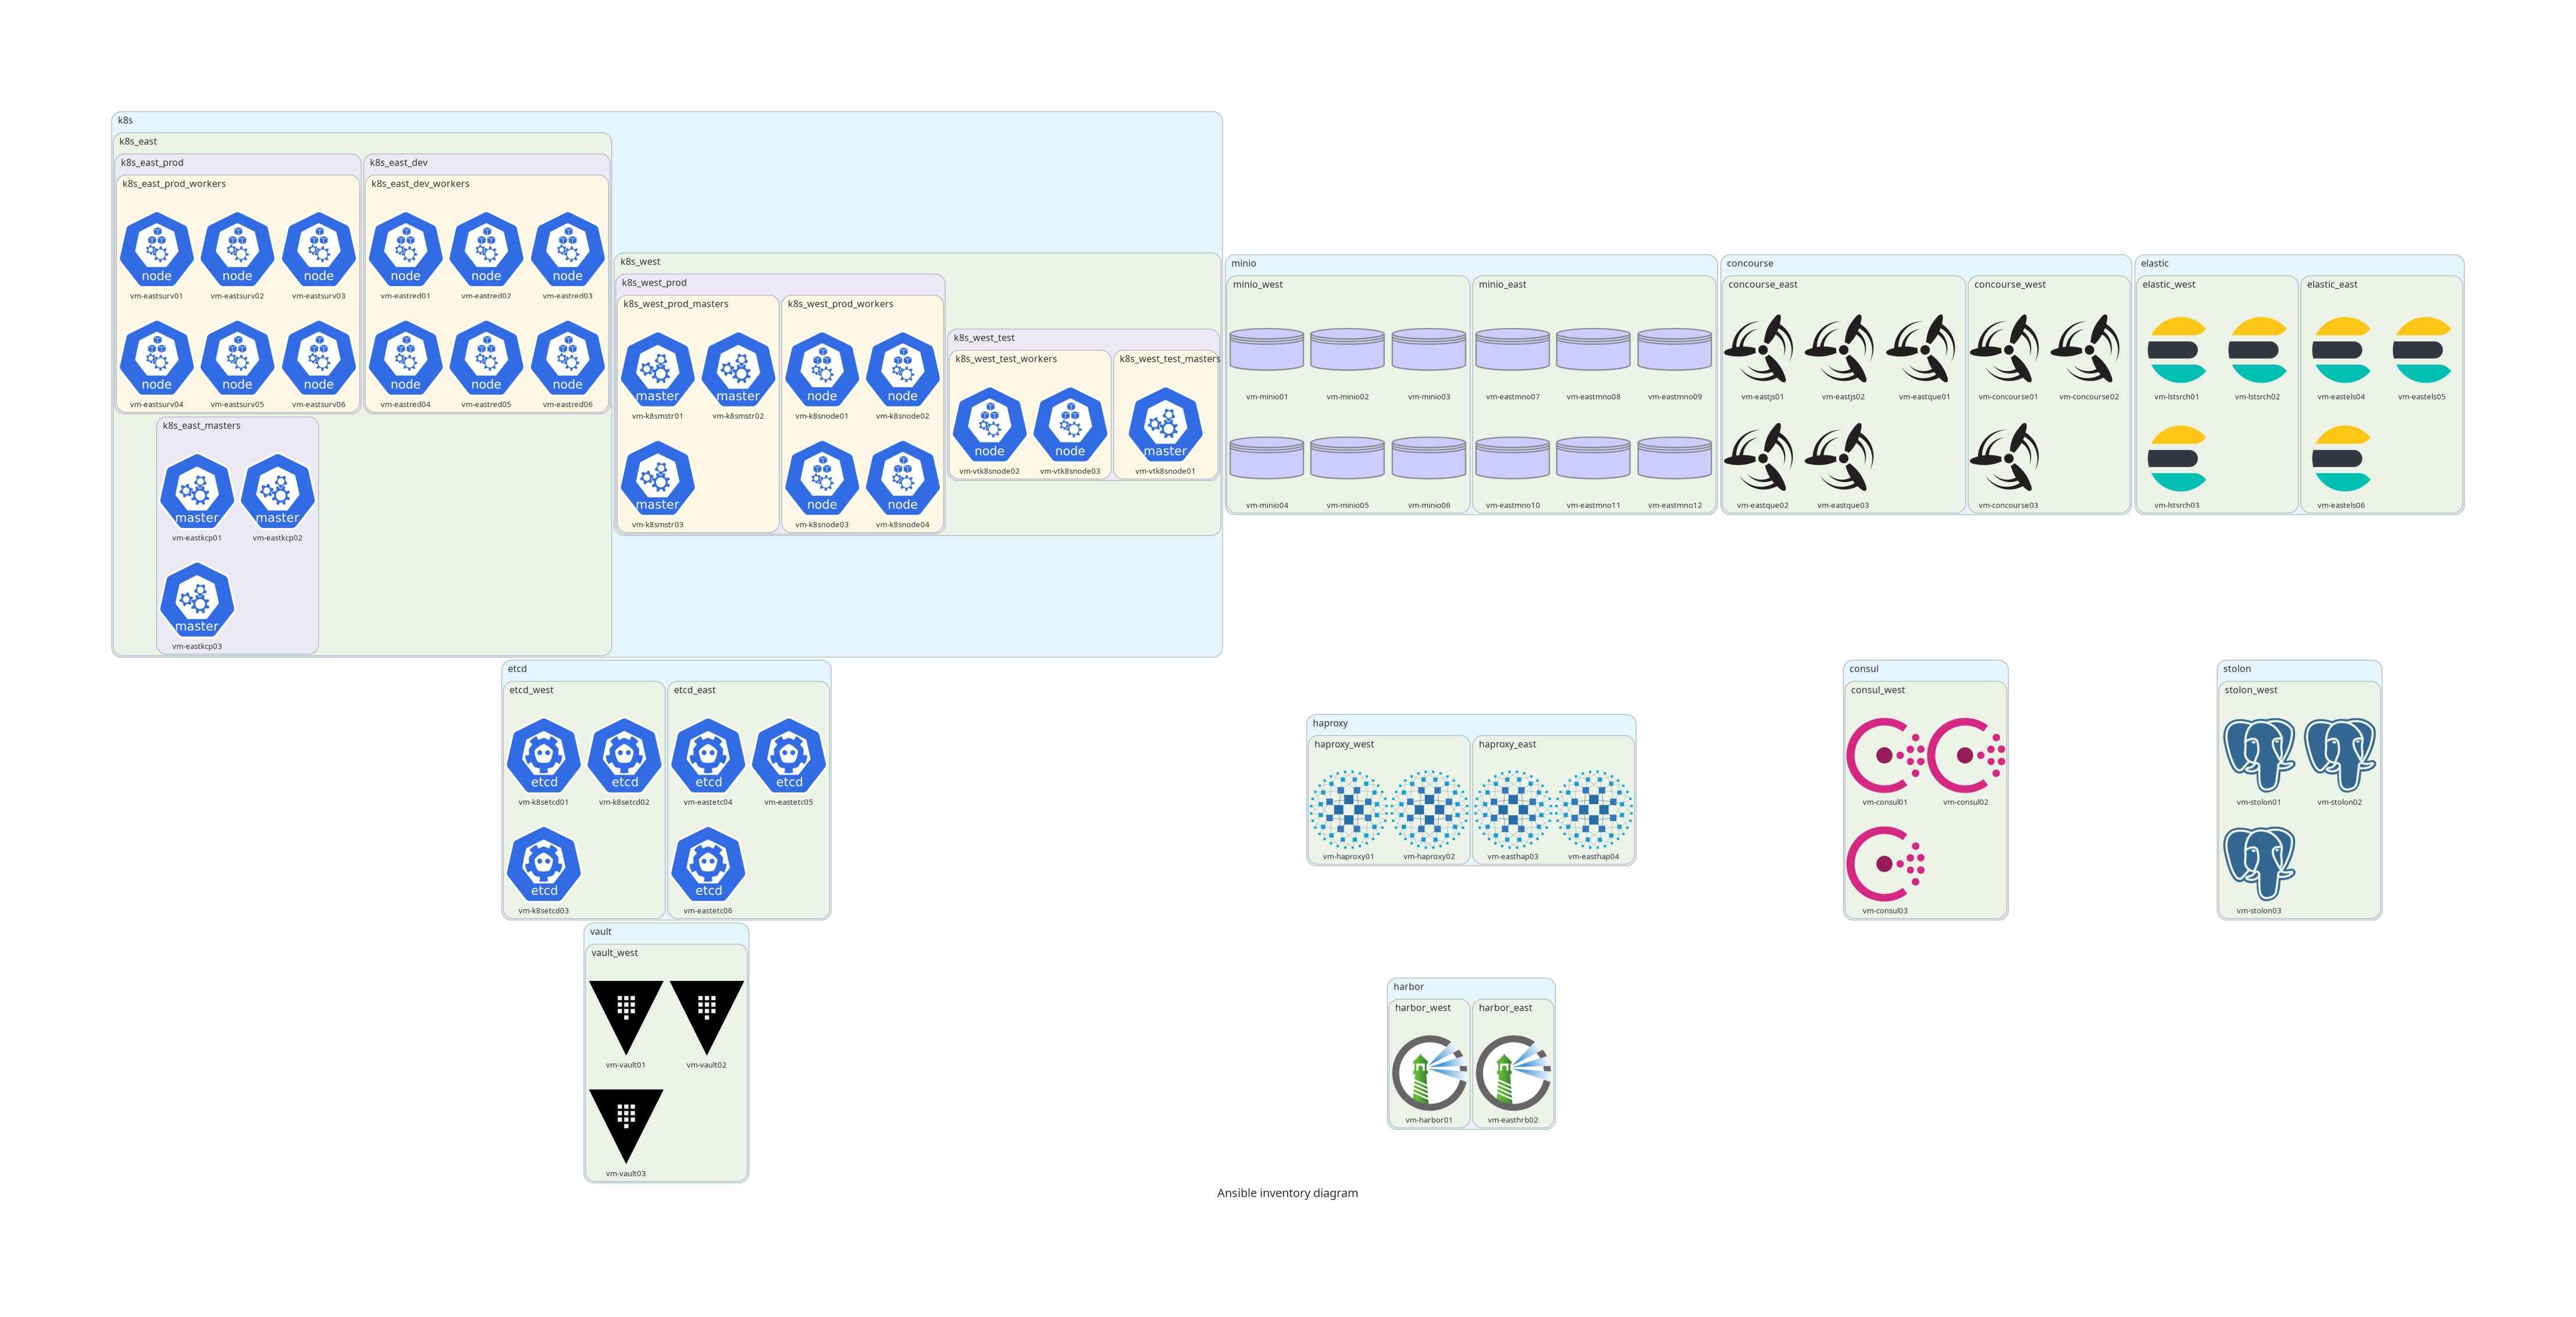 k8s
k8s_east
k8s_east_prod
k8s_east_prod_workers
node node node
vm-eastsurv01 vm-eastsurv02 vm-eastsurv03
node node node
vm-eastsurv04 vm-eastsurv05 vm-eastsurv06
k8s_east_dev
k8s_east_dev_workers
node node node
vm-eastred01 vm-eastred02 vm-eastred03
node node node
vm-eastred04 vm-eastred05 vm-eastred06
k8s_east_masters
master master
vm-eastkcp01 vm-eastkcp02
master
vm-eastkcp03
k8s_west
k8s_west_prod
k8s_west_prod_masters
master master
vm-k8smstr01 vm-k8smstr02
master
vm-k8smstr03
k8s_west_prod_workers
node node
vm-k8snode01 vm-k8snode02
node node
vm-k8snode03 vm-k8snode04
k8s_west_test
k8s_west_test_workers
node node
vm-vtk8snode02 vm-vtk8snode03
k8s_west_test_masters
master
vm-vtk8snode01
minio
minio_west
vm-minio01 vm-minio02 vm-minio03
vm-minio04 vm-minio05 vm-minio06
minio_east
vm-eastmno07 vm-eastmno08 vm-eastmno09
vm-eastmno10 vm-eastmno11 vm-eastmno12
concourse
concourse_east
vm-eastjs01 vm-eastjs02 vm-eastque01
vm-eastque02 vm-eastque03
concourse_west
vm-concourse01 vm-concourse02
vm-concourse03
elastic
elastic_west
vm-lstsrch01 vm-lstsrch02
vm-lstsrch03
elastic_east
vm-eastels04 vm-eastels05
vm-eastels06
etcd
etcd_west
etcd etcd
vm-k8setcd01 vm-k8setcd02
etcd
vm-k8setcd03
etcd_east
etcd etcd
vm-eastetc04 vm-eastetc05
etcd
vm-eastetc06
haproxy
haproxy_west
vm-haproxy01 vm-haproxy02
haproxy_east
vm-easthap03 vm-easthap04
consul
consul_west
vm-consul01 vm-consul02
vm-consul03
stolon
stolon_west
vm-stolon01 vm-stolon02
vm-stolon03
vault
vault_west
vm-vault01 vm-vault02
vm-vault03
harbor
harbor_west
vm-harbor01
harbor_east
vm-easthrb02
Ansible inventory diagram